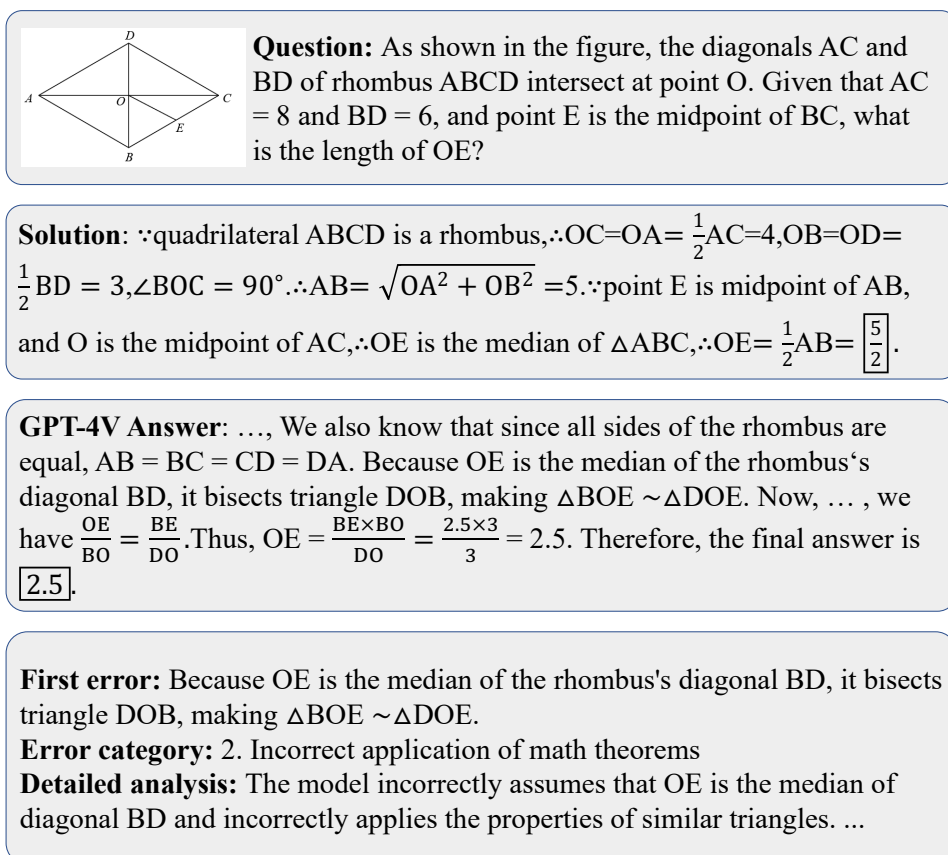 D
A
O
C
E
B
Question: As shown in the figure, the diagonals AC and
BD of rhombus ABCD intersect at point O. Given that AC
= 8 and BD = 6, and point E is the midpoint of BC, what
is the length of OE?
Solution: ∵quadrilateral ABCD is a rhombus,∴OC=OA= 1/2 AC=4,OB=OD=
1/2 BD = 3,∠BOC = 90°.∴AB= √(OA² + OB²) =5.∵point E is midpoint of AB,
and O is the midpoint of AC,∴OE is the median of △ABC,∴OE= 1/2 AB= 5/2 .
GPT-4V Answer: …, We also know that since all sides of the rhombus are
equal, AB = BC = CD = DA. Because OE is the median of the rhombus‘s
diagonal BD, it bisects triangle DOB, making △BOE ~△DOE. Now, … , we
have OE/BO = BE/DO.Thus, OE = BE×BO/DO = 2.5×3/3 = 2.5. Therefore, the final answer is
2.5.
First error: Because OE is the median of the rhombus's diagonal BD, it bisects
triangle DOB, making △BOE ~△DOE.
Error category: 2. Incorrect application of math theorems
Detailed analysis: The model incorrectly assumes that OE is the median of
diagonal BD and incorrectly applies the properties of similar triangles. ...